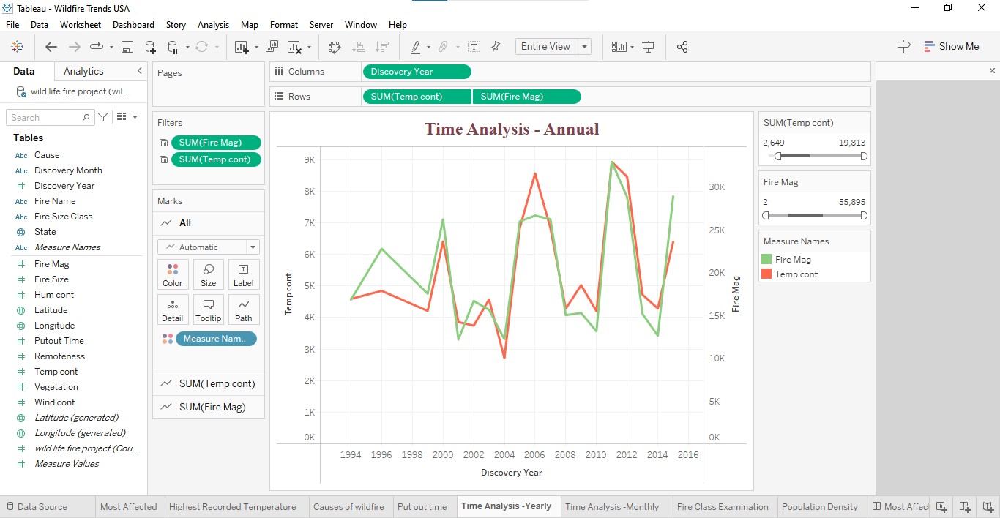 Tableau - Wildfire Trends USA
File Data Worksheet Dashboard Story Analysis Map Format Server Window Help
Entire View
Show Me
Data Analytics
wild life fire project (wil...
Search
Tables
Abc Cause
Abc Discovery Month
Discovery Year
Abc Fire Name
Abc Fire Size Class
State
Abc Measure Names
Fire Mag
Fire Size
Hum cont
Latitude
Longitude
Putout Time
Remoteness
Temp cont
Vegetation
Wind cont
Latitude (generated)
Longitude (generated)
wild life fire project (Cou...
Measure Values
Pages
Filters
SUM(Fire Mag)
SUM(Temp cont)
Marks
All
Automatic
Color Size Label
Detail Tooltip Path
Measure Nam..
SUM(Temp cont)
SUM(Fire Mag)
Columns Discovery Year
Rows SUM(Temp cont) SUM(Fire Mag)
Time Analysis - Annual
Temp cont
9K
8K
7K
6K
5K
4K
3K
2K
1K
0K
30K
25K
20K
15K
10K
5K
0K
Fire Mag
1994 1996 1998 2000 2002 2004 2006 2008 2010 2012 2014 2016
Discovery Year
SUM(Temp cont)
2,649 19,813
Fire Mag
2 55,895
Measure Names
Fire Mag
Temp cont
Data Source Most Affected Highest Recorded Temperature Causes of wildfire Put out time Time Analysis -Yearly Time Analysis -Monthly Fire Class Examination Population Density Most Affect